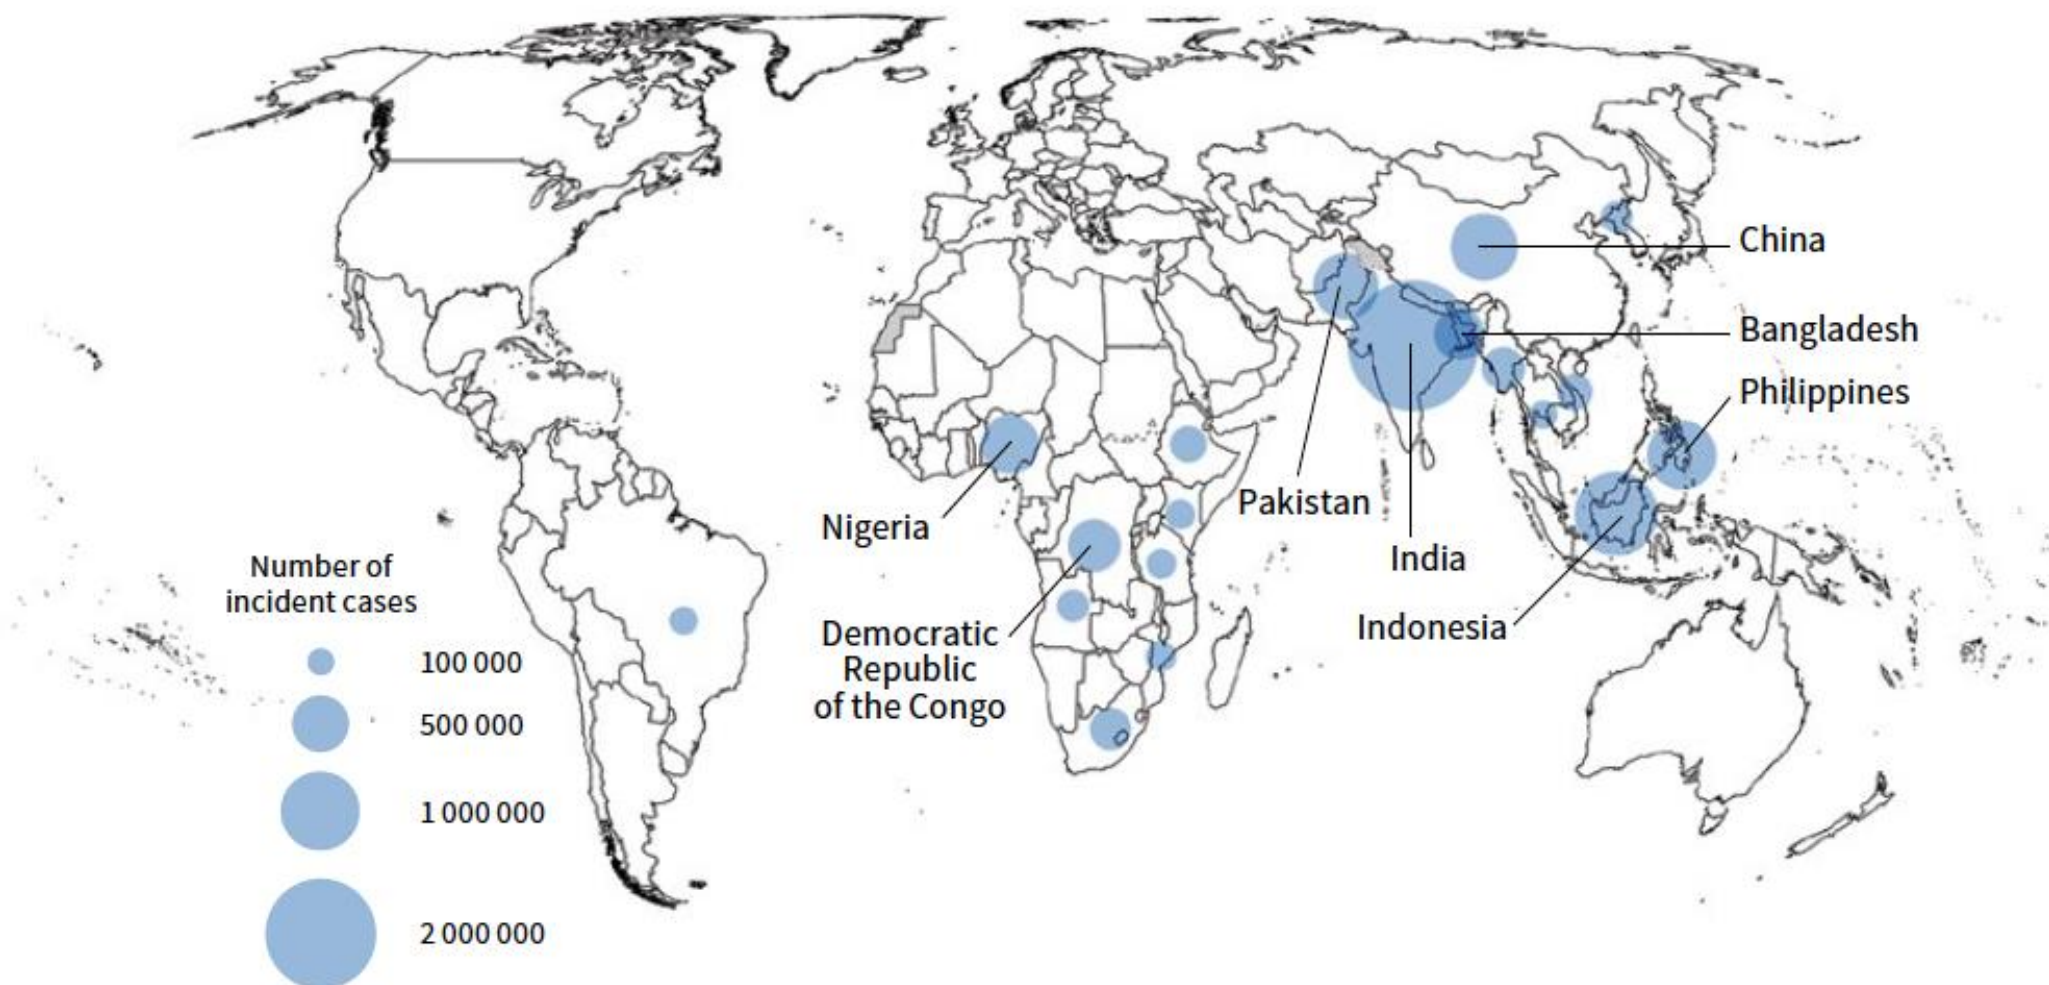 China
Bangladesh
Philippines
Pakistan
Nigeria
India
Indonesia
Democratic
Republic
of the Congo
Number of
incident cases
100 000
500 000
1 000 000
2 000 000